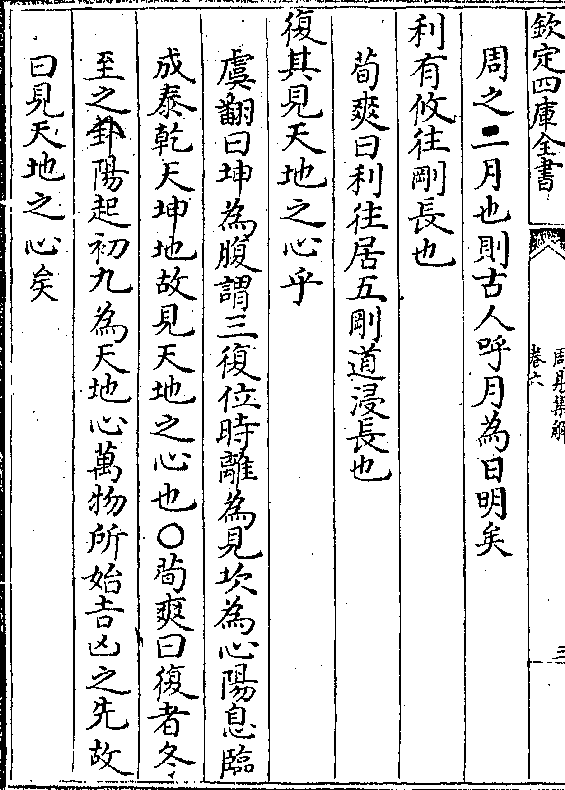 欽定四庫全書
周易集解
卷六
三
周之二月也則古人呼月為日明矣
利有攸往剛長也
荀爽曰利往居五剛道浸長也
復其見天地之心乎
虞翻曰坤為腹謂三復位時離為見坎為心陽息臨
成泰乾天坤地故見天地之心也○荀爽曰復者冬
至之卦陽起初九為天地心萬物所始吉凶之先故
曰見天地之心矣